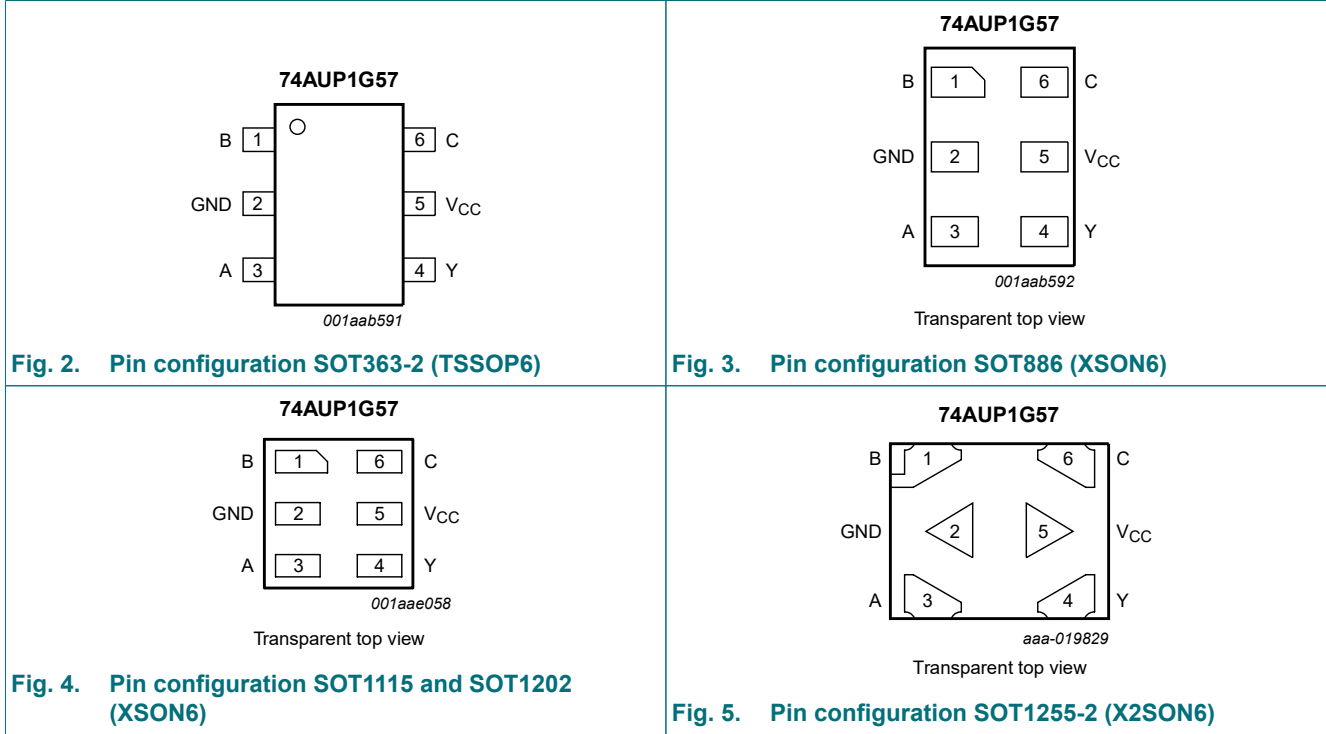 74AUP1G57
B 1 6 C
GND 2 5 VCC
A 3 4 Y
001aab591
Fig. 2. Pin configuration SOT363-2 (TSSOP6)
74AUP1G57
B 1 6 C
GND 2 5 VCC
A 3 4 Y
001aab592
Transparent top view
Fig. 3. Pin configuration SOT886 (XSON6)
74AUP1G57
B 1 6 C
GND 2 5 VCC
A 3 4 Y
001aae058
Transparent top view
Fig. 4. Pin configuration SOT1115 and SOT1202
(XSON6)
74AUP1G57
B 1 6 C
GND 2 5 VCC
A 3 4 Y
aaa-019829
Transparent top view
Fig. 5. Pin configuration SOT1255-2 (X2SON6)